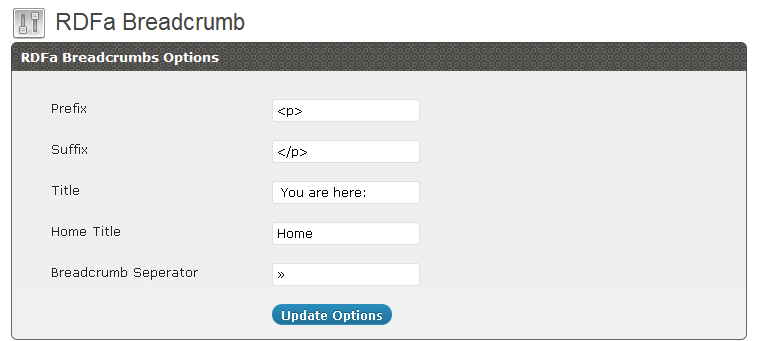 RDFa Breadcrumb
RDFa Breadcrumbs Options
Prefix <p>
Suffix </p>
Title You are here:
Home Title Home
Breadcrumb Seperator »
Update Options